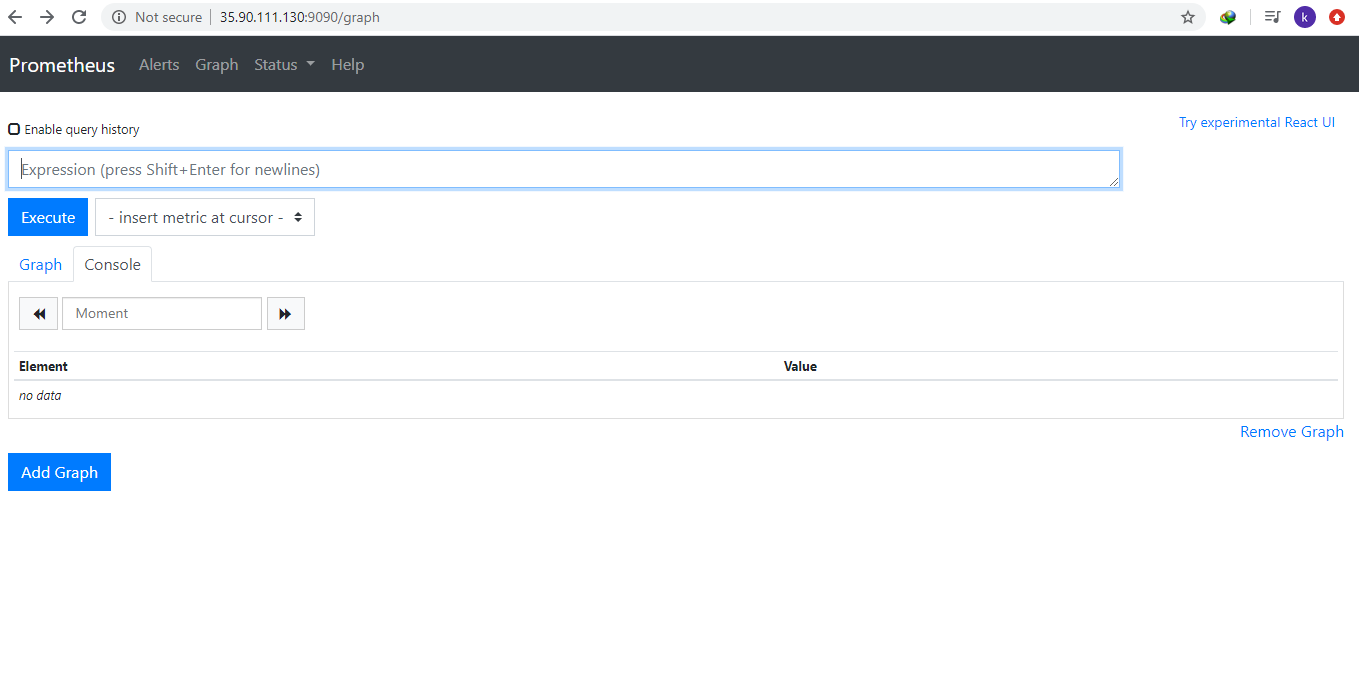 Not secure 35.90.111.130:9090/graph k
Prometheus Alerts Graph Status Help
Enable query history
Try experimental React UI
Expression (press Shift+Enter for newlines)
Execute - insert metric at cursor -
Graph Console
Moment
Element Value
no data
Remove Graph
Add Graph